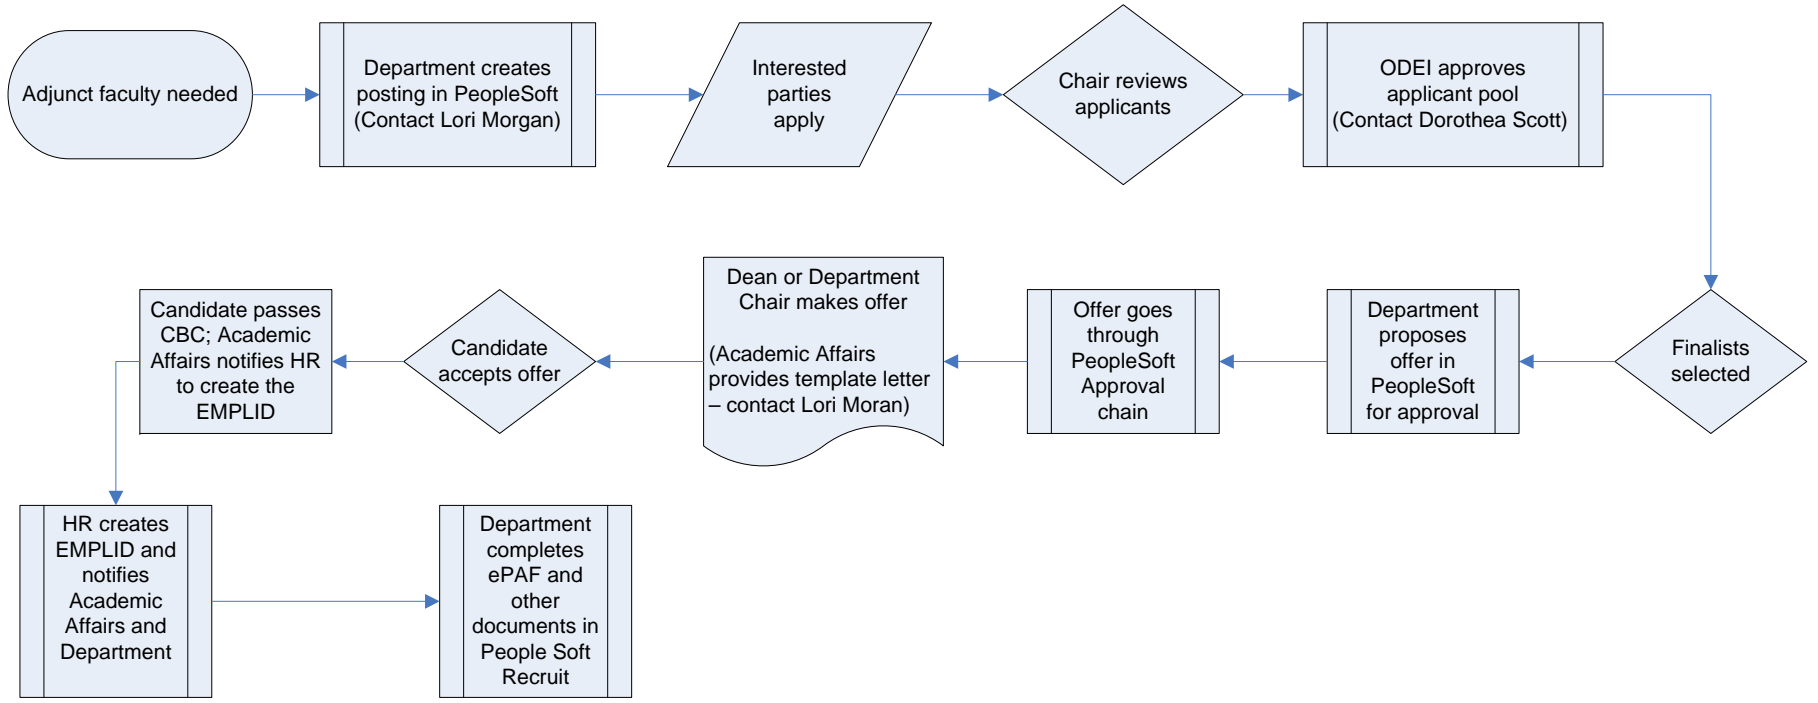 Adjunct faculty needed
Department creates
posting in PeopleSoft
(Contact Lori Morgan)
Interested
parties
apply
Chair reviews
applicants
ODEI approves
applicant pool
(Contact Dorothea Scott)
Finalists
selected
Department
proposes
offer in
PeopleSoft
for approval
Offer goes
through
PeopleSoft
Approval
chain
Dean or Department
Chair makes offer
(Academic Affairs
provides template letter
– contact Lori Moran)
Candidate
accepts offer
Candidate passes
CBC; Academic
Affairs notifies HR
to create the
EMPLID
HR creates
EMPLID and
notifies
Academic
Affairs and
Department
Department
completes
ePAF and
other
documents in
People Soft
Recruit